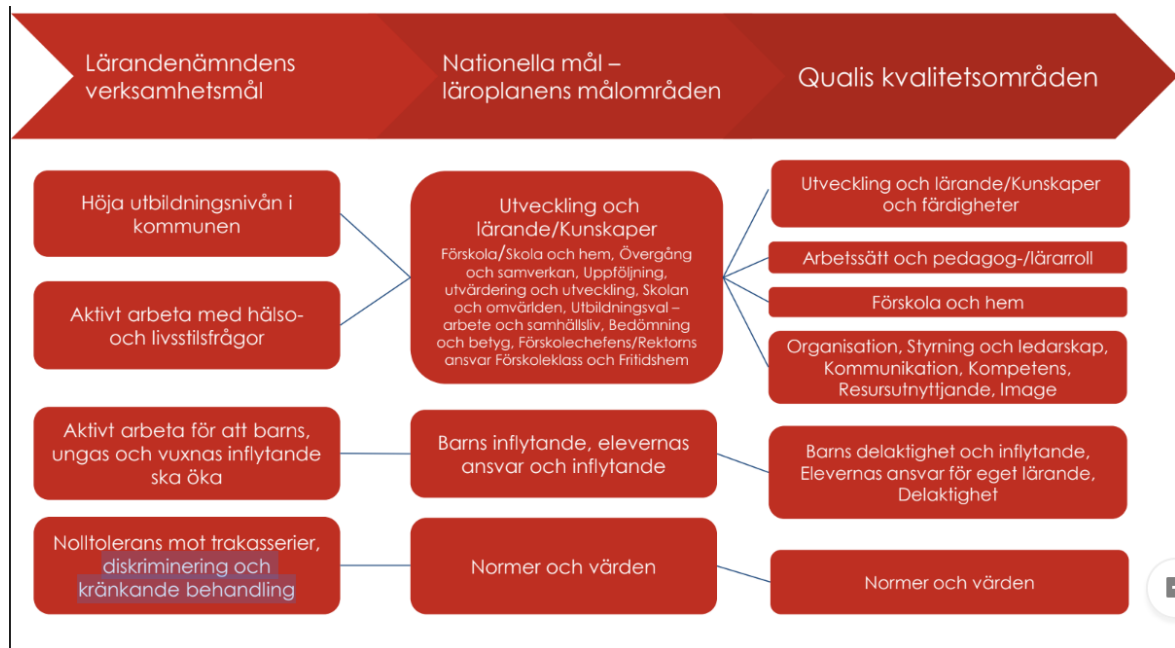 Lärandenämndens
verksamhetsmål
Nationella mål –
läroplanens målområden
Qualis kvalitetsområden
Höja utbildningsnivån i
kommunen
Aktivt arbeta med hälso-
och livsstilsfrågor
Aktivt arbeta för att barns,
ungas och vuxnas inflytande
ska öka
Nolltolerans mot trakasserier,
diskriminering och
kränkande behandling
Utveckling och
lärande/Kunskaper
Förskola/Skola och hem, Övergång
och samverkan, Uppföljning,
utvärdering och utveckling, Skolan
och omvärlden, Utbildningsval –
arbete och samhällsliv, Bedömning
och betyg, Förskolechefens/Rektorns
ansvar Förskoleklass och Fritidshem
Barns inflytande, elevernas
ansvar och inflytande
Normer och värden
Utveckling och lärande/Kunskaper
och färdigheter
Arbetssätt och pedagog-/lärarroll
Förskola och hem
Organisation, Styrning och ledarskap,
Kommunikation, Kompetens,
Resursutnyttjande, Image
Barns delaktighet och inflytande,
Elevernas ansvar för eget lärande,
Delaktighet
Normer och värden